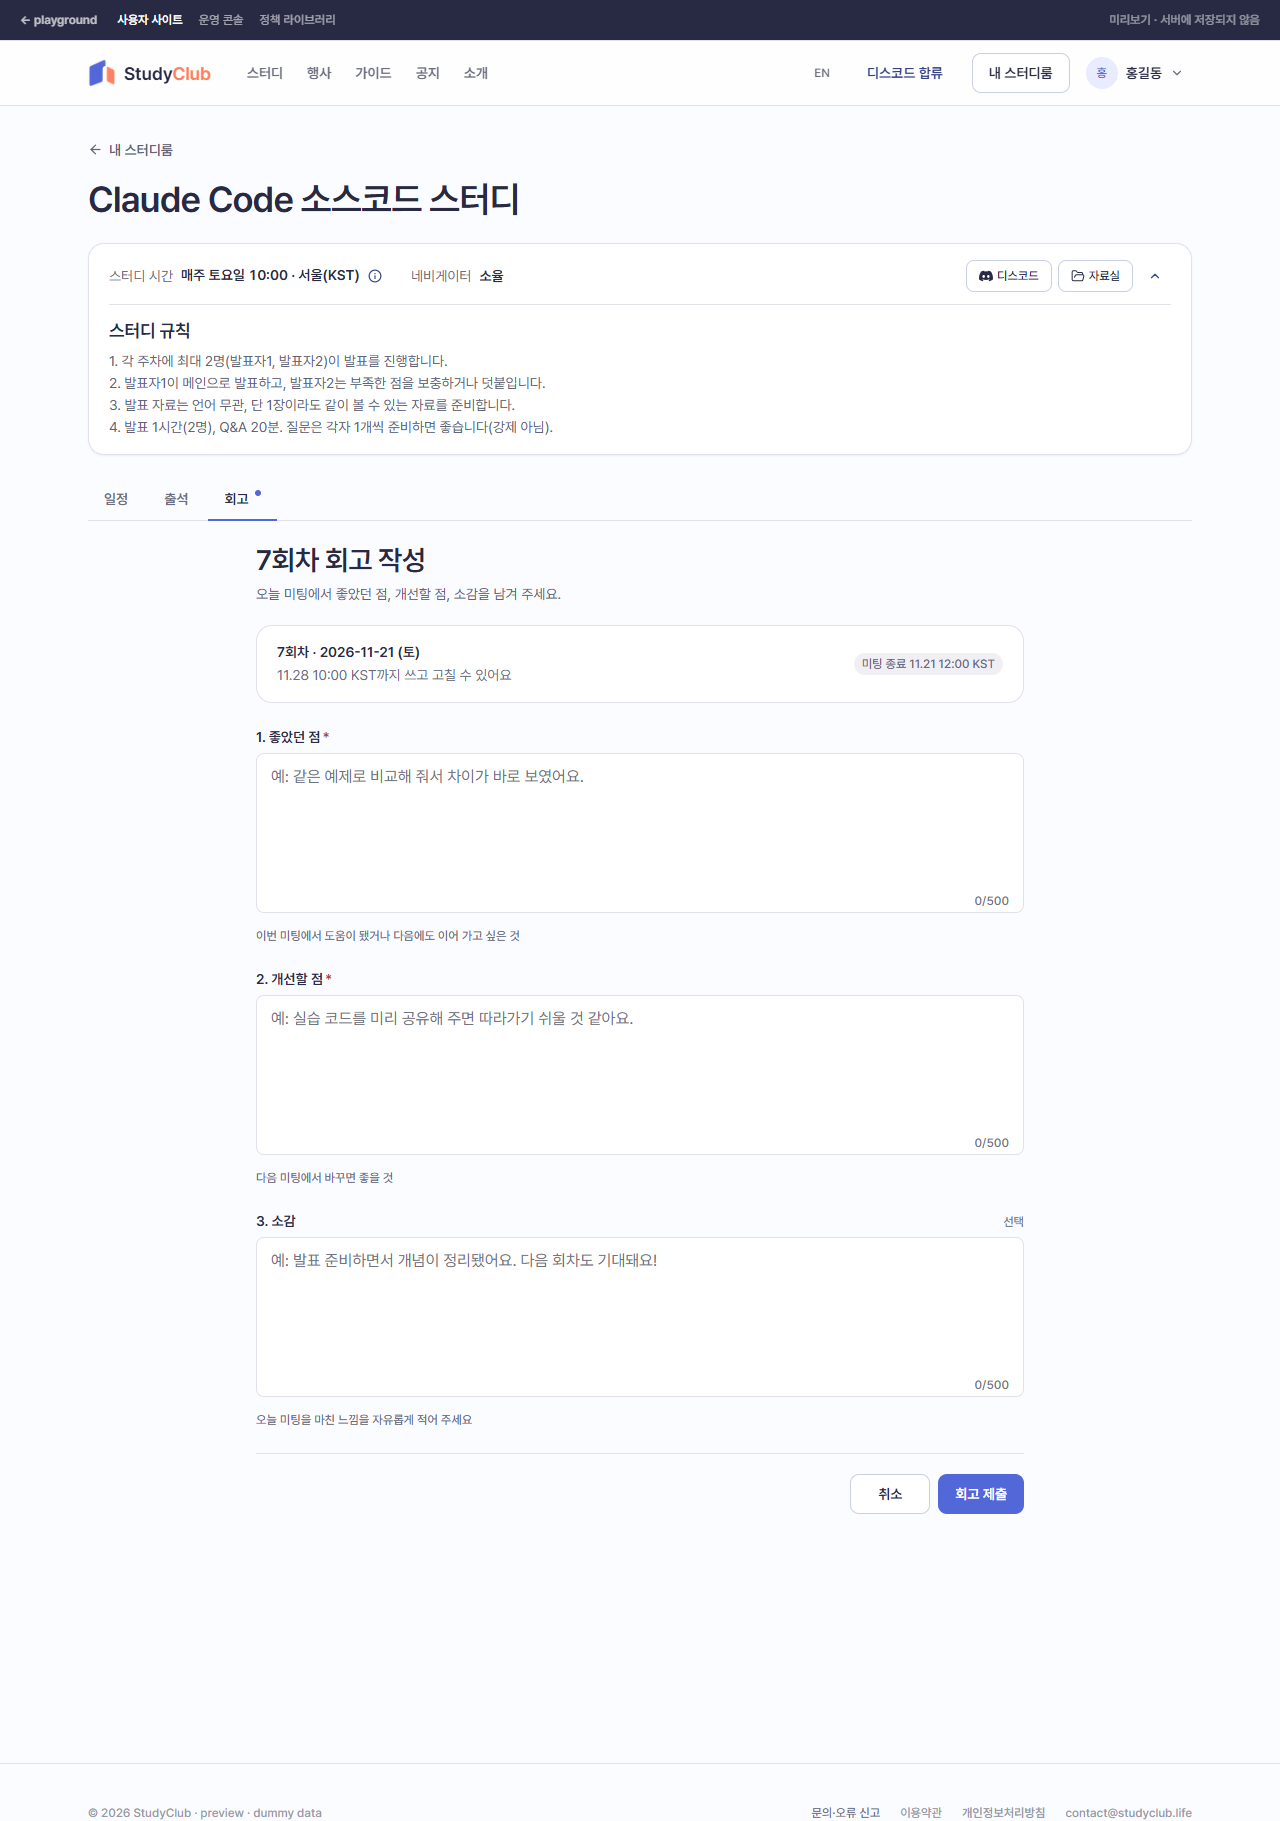 ← playground 사용자 사이트 운영 콘솔 정책 라이브러리 미리보기 · 서버에 저장되지 않음
StudyClub 스터디 행사 가이드 공지 소개 EN 디스코드 합류 내 스터디룸 홍 홍길동
← 내 스터디룸
Claude Code 소스코드 스터디
스터디 시간 매주 토요일 10:00 · 서울(KST) 네비게이터 소율 디스코드 자료실
스터디 규칙
1. 각 주차에 최대 2명(발표자1, 발표자2)이 발표를 진행합니다.
2. 발표자1이 메인으로 발표하고, 발표자2는 부족한 점을 보충하거나 덧붙입니다.
3. 발표 자료는 언어 무관, 단 1장이라도 같이 볼 수 있는 자료를 준비합니다.
4. 발표 1시간(2명), Q&A 20분. 질문은 각자 1개씩 준비하면 좋습니다(강제 아님).
일정 출석 회고
7회차 회고 작성
오늘 미팅에서 좋았던 점, 개선할 점, 소감을 남겨 주세요.
7회차 · 2026-11-21 (토)
11.28 10:00 KST까지 쓰고 고칠 수 있어요
미팅 종료 11.21 12:00 KST
1. 좋았던 점 *
예: 같은 예제로 비교해 줘서 차이가 바로 보였어요.
0/500
이번 미팅에서 도움이 됐거나 다음에도 이어 가고 싶은 것
2. 개선할 점 *
예: 실습 코드를 미리 공유해 주면 따라가기 쉬울 것 같아요.
0/500
다음 미팅에서 바꾸면 좋을 것
3. 소감 선택
예: 발표 준비하면서 개념이 정리됐어요. 다음 회차도 기대돼요!
0/500
오늘 미팅을 마친 느낌을 자유롭게 적어 주세요
취소 회고 제출
© 2026 StudyClub · preview · dummy data 문의·오류 신고 이용약관 개인정보처리방침 contact@studyclub.life